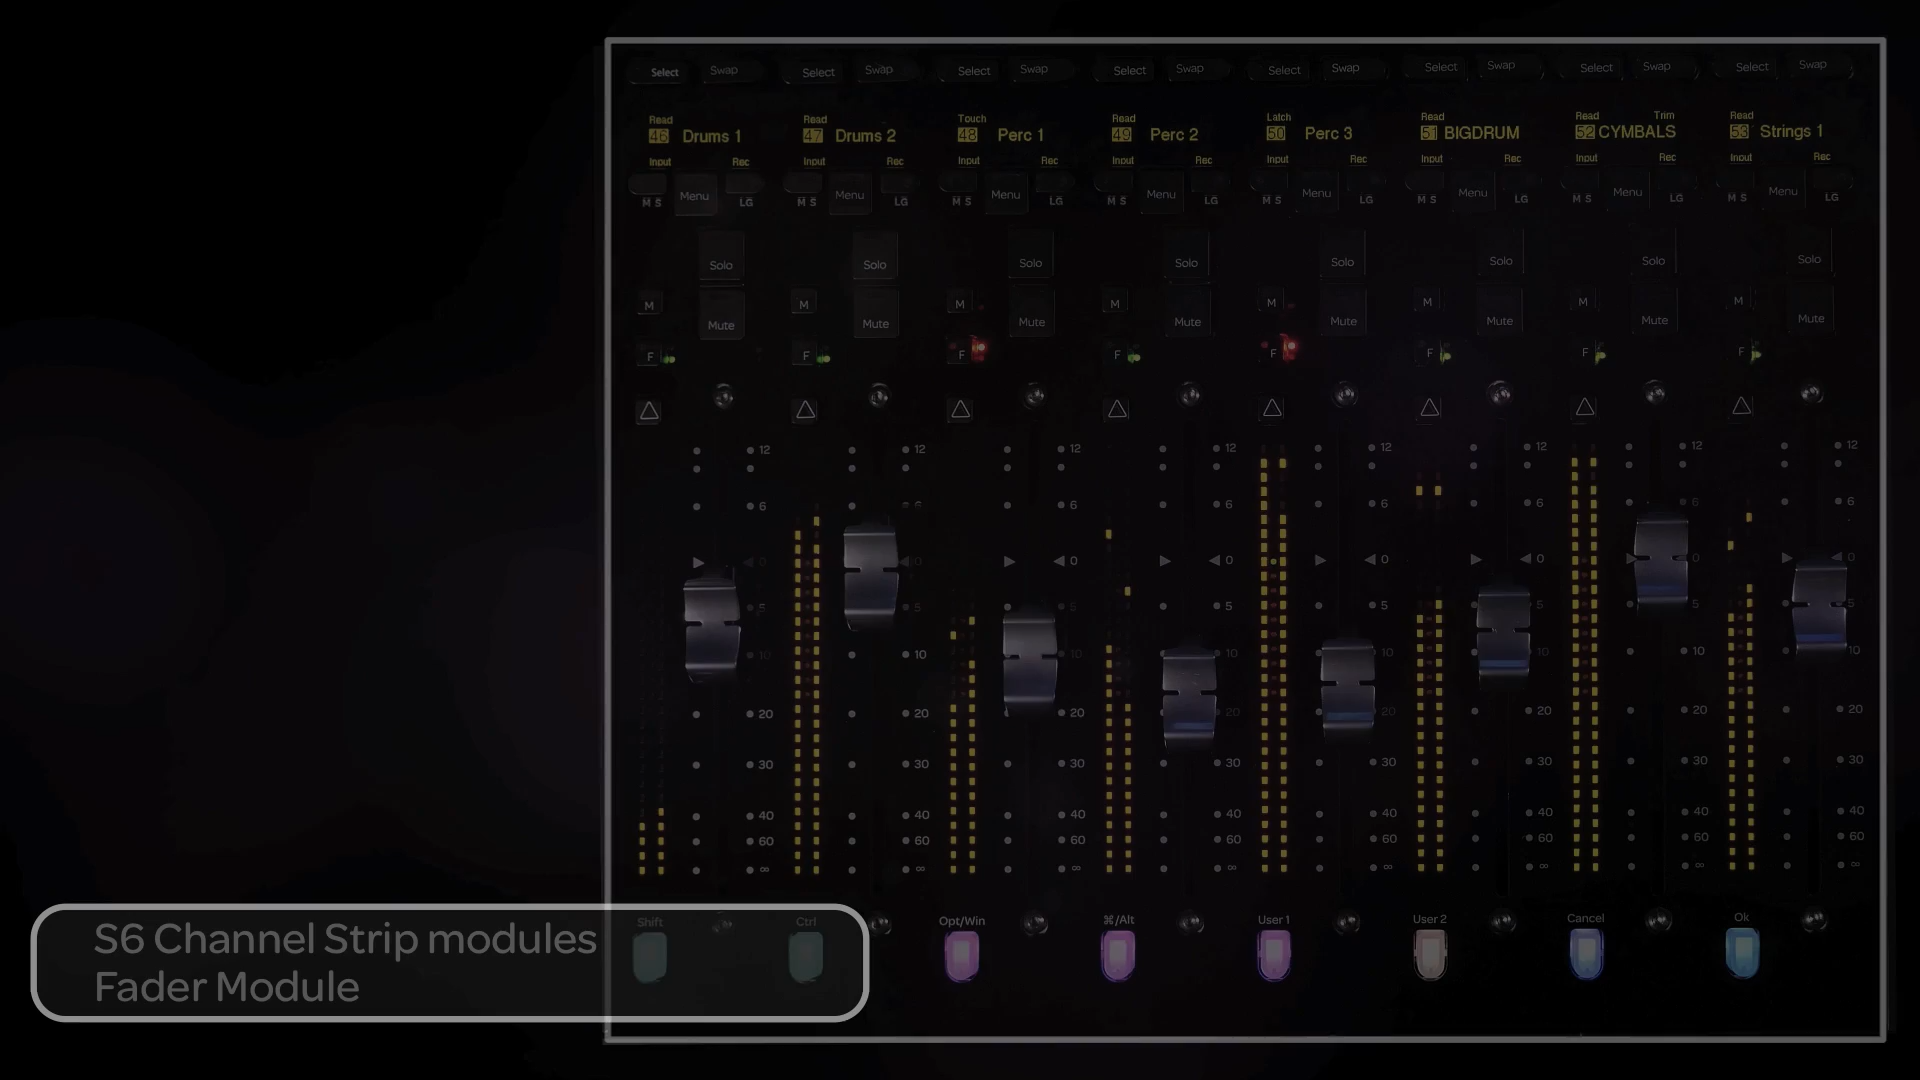 Select Swap Select Swap Select Swap Select Swap Select Swap Select Swap Select Swap Select Swap
Read Read Touch Read Latch Read Read Trim Read
46 Drums 1 47 Drums 2 48 Perc 1 49 Perc 2 50 Perc 3 51 BIGDRUM 52 CYMBALS 53 Strings 1
Input Rec Input Rec Input Rec Input Rec Input Rec Input Rec Input Rec Input Rec
Menu Menu Menu Menu Menu Menu Menu Menu
M S LG M S LG M S LG M S LG M S LG M S LG M S LG M S LG
Solo Solo Solo Solo Solo Solo Solo Solo
M M M M M M M M
Mute Mute Mute Mute Mute Mute Mute Mute
F F F F F F F F
12 12 12 12 12 12 12 12
6 6 6 6 6 6 6 6
0 0 0 0 0 0 0 0
5 5 5 5 5 5 5
10 10 10 10 10 10 10 10
20 20 20 20 20 20 20 20
30 30 30 30 30 30 30 30
40 40 40 40 40 40 40 40
60 60 60 60 60 60 60 60
∞ ∞ ∞ ∞ ∞ ∞ ∞ ∞
Shift Ctrl Opt/Win ⌘/Alt User 1 User 2 Cancel Ok
S6 Channel Strip modules
Fader Module